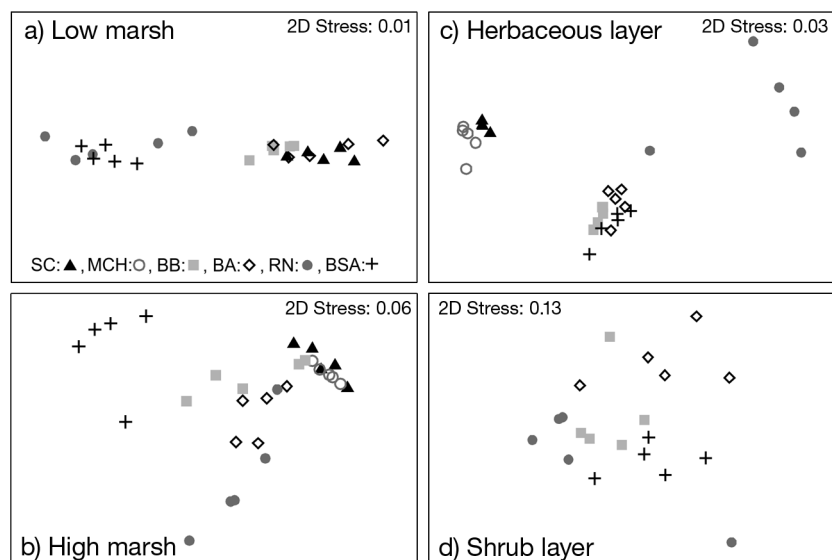 a) Low marsh
2D Stress: 0.01
SC:▲, MCH:○, BB:■, BA:◇, RN:●, BSA:+
c) Herbaceous layer
2D Stress: 0.03
2D Stress: 0.06
b) High marsh
2D Stress: 0.13
d) Shrub layer